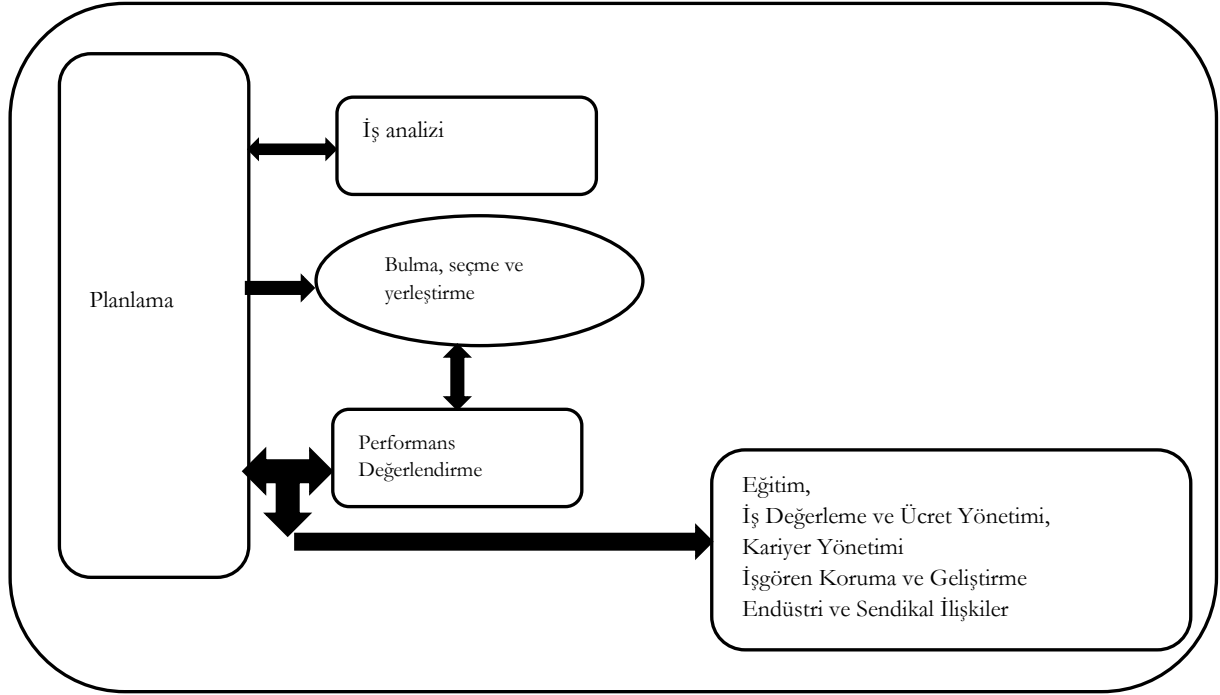 Planlama
İş analizi
Bulma, seçme ve
yerleştirme
Performans
Değerlendirme
Eğitim,
İş Değerleme ve Ücret Yönetimi,
Kariyer Yönetimi
İşgören Koruma ve Geliştirme
Endüstri ve Sendikal İlişkiler